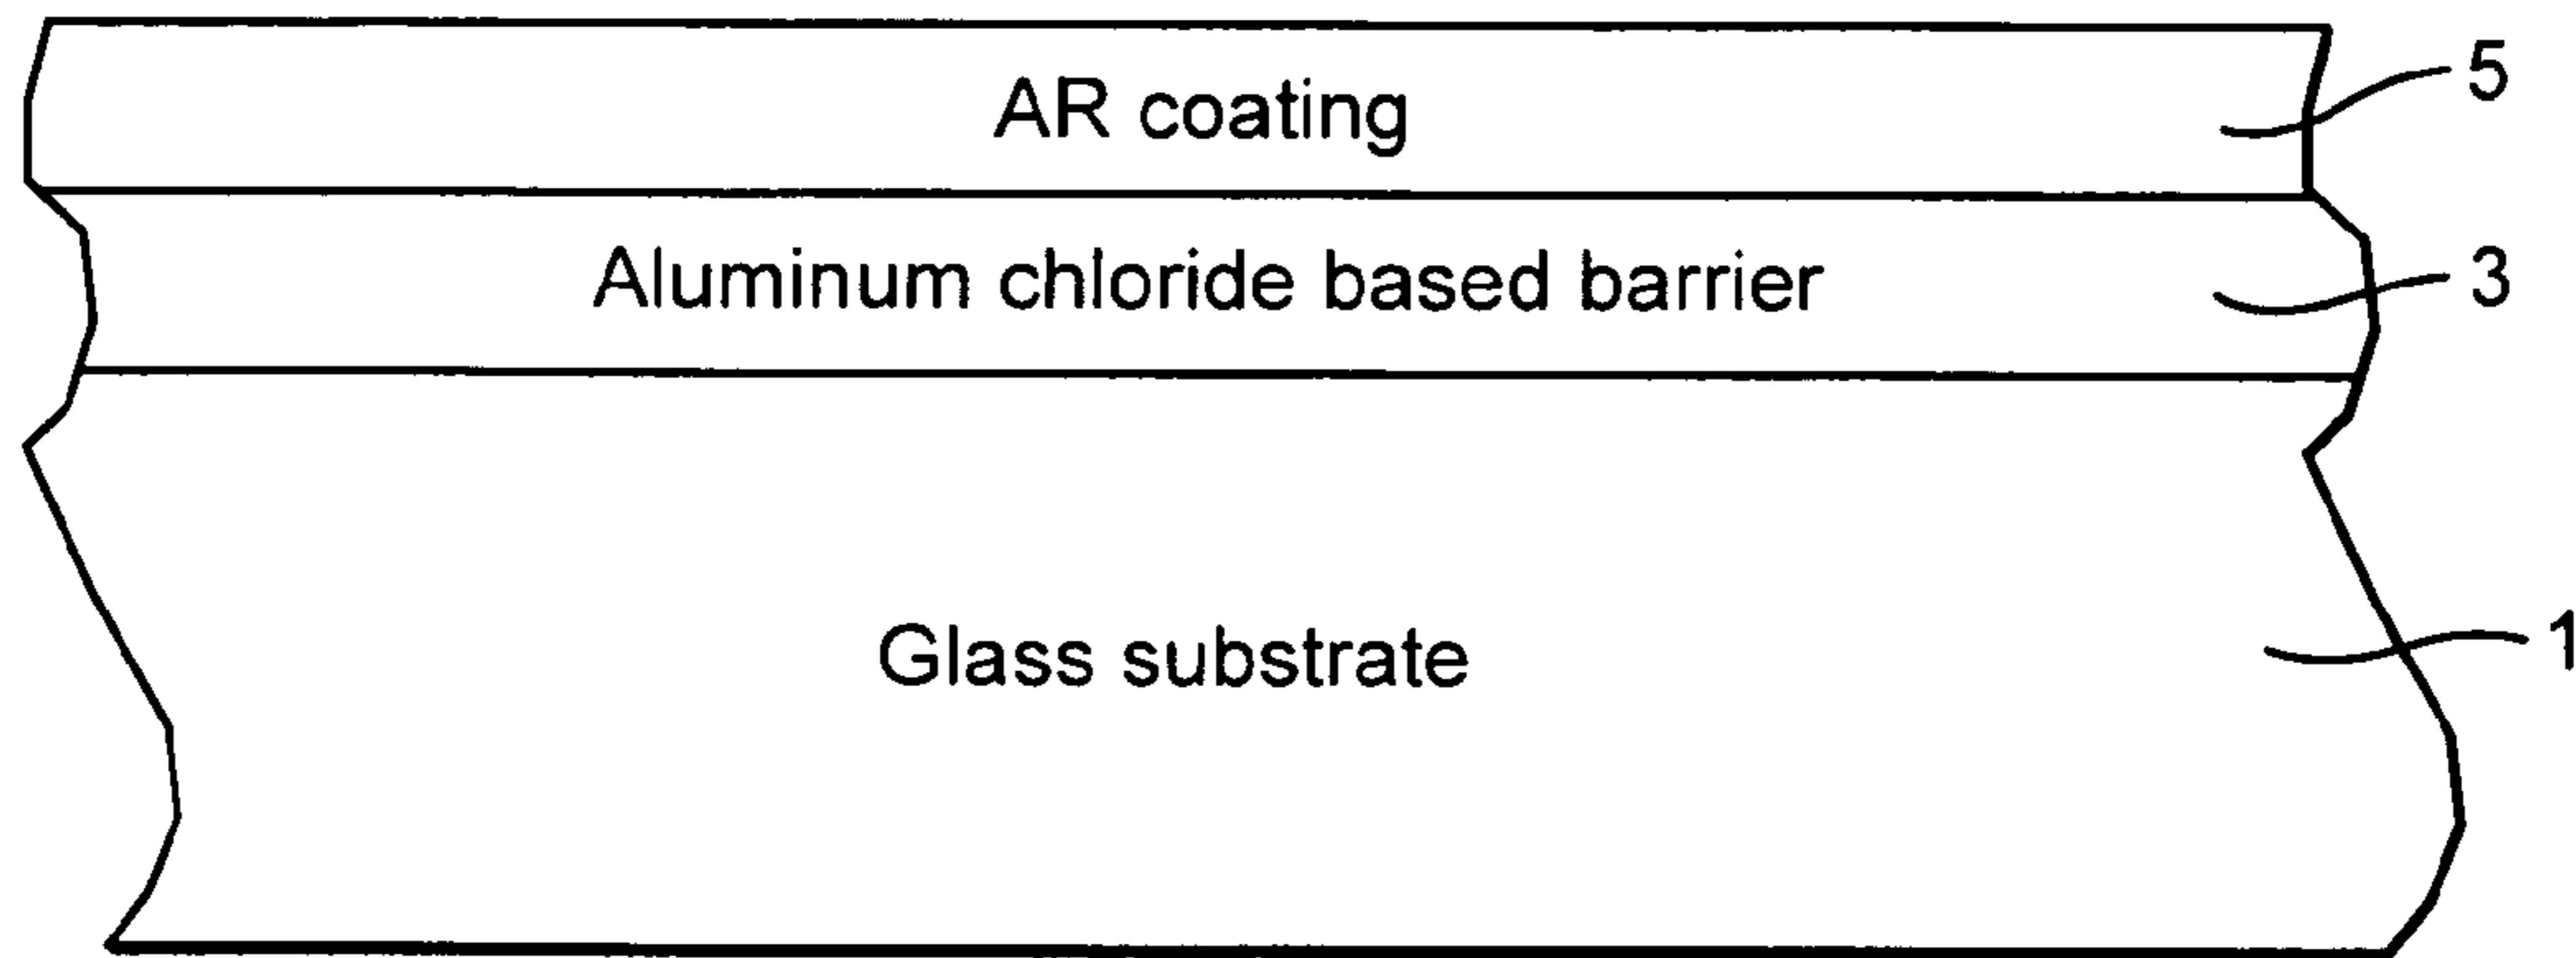 AR coating
5
Aluminum chloride based barrier
3
Glass substrate
1